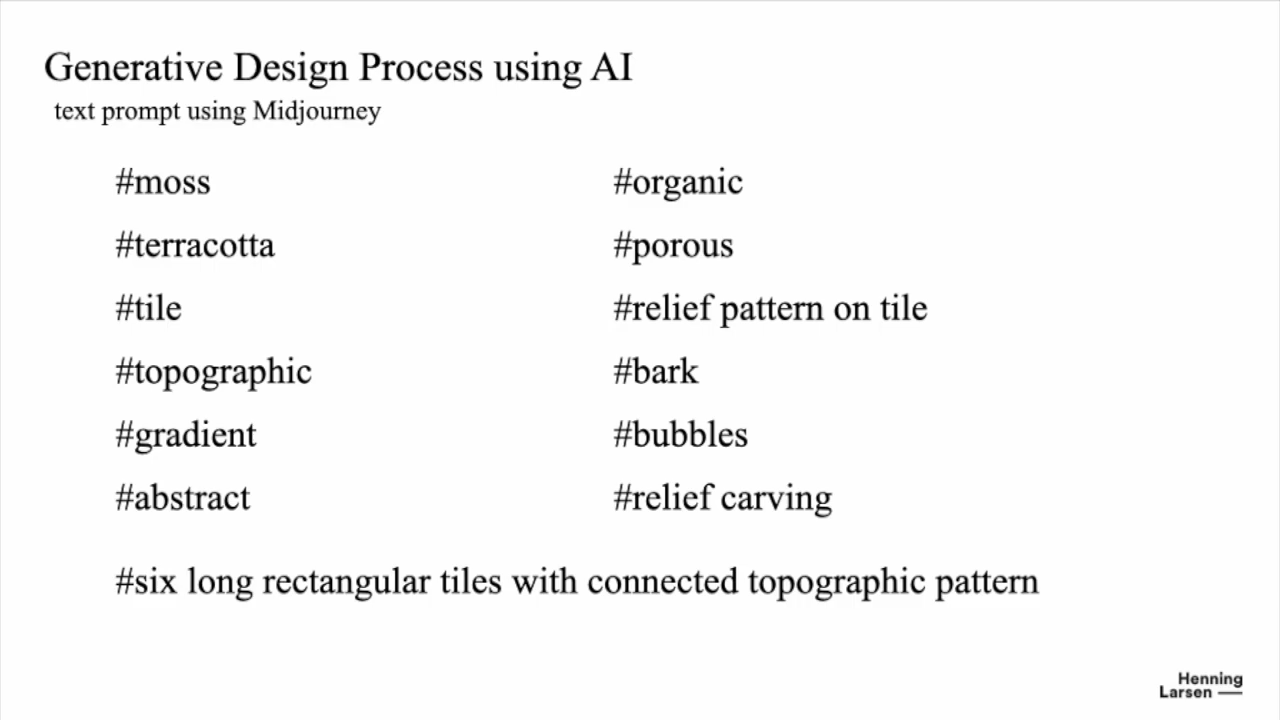 Generative Design Process using AI
text prompt using Midjourney
#moss
#terracotta
#tile
#topographic
#gradient
#abstract
#organic
#porous
#relief pattern on tile
#bark
#bubbles
#relief carving
#six long rectangular tiles with connected topographic pattern
Henning
Larsen